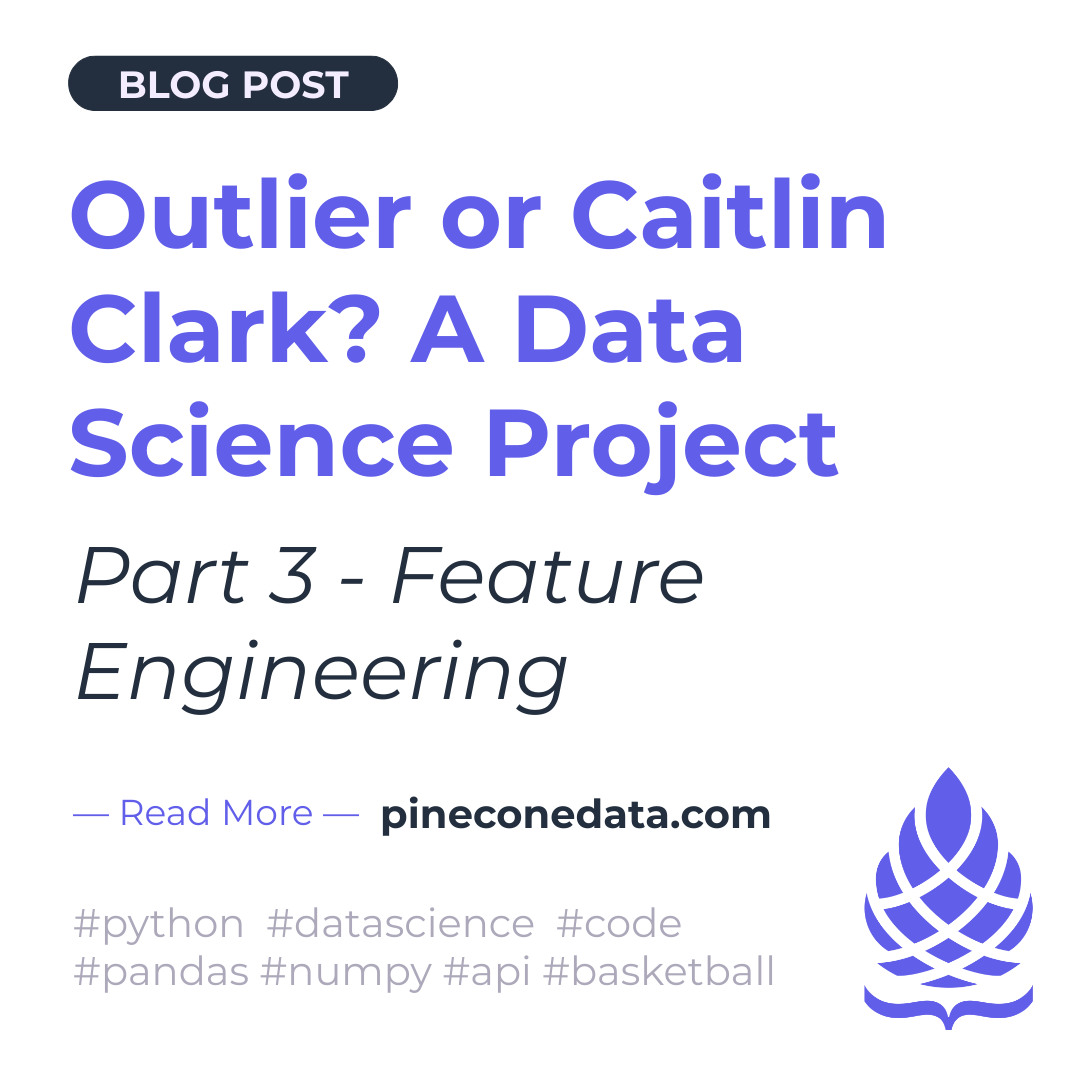 BLOG POST
Outlier or Caitlin
Clark? A Data
Science Project
Part 3 - Feature
Engineering
— Read More — pineconedata.com
#python #datascience #code
#pandas #numpy #api #basketball